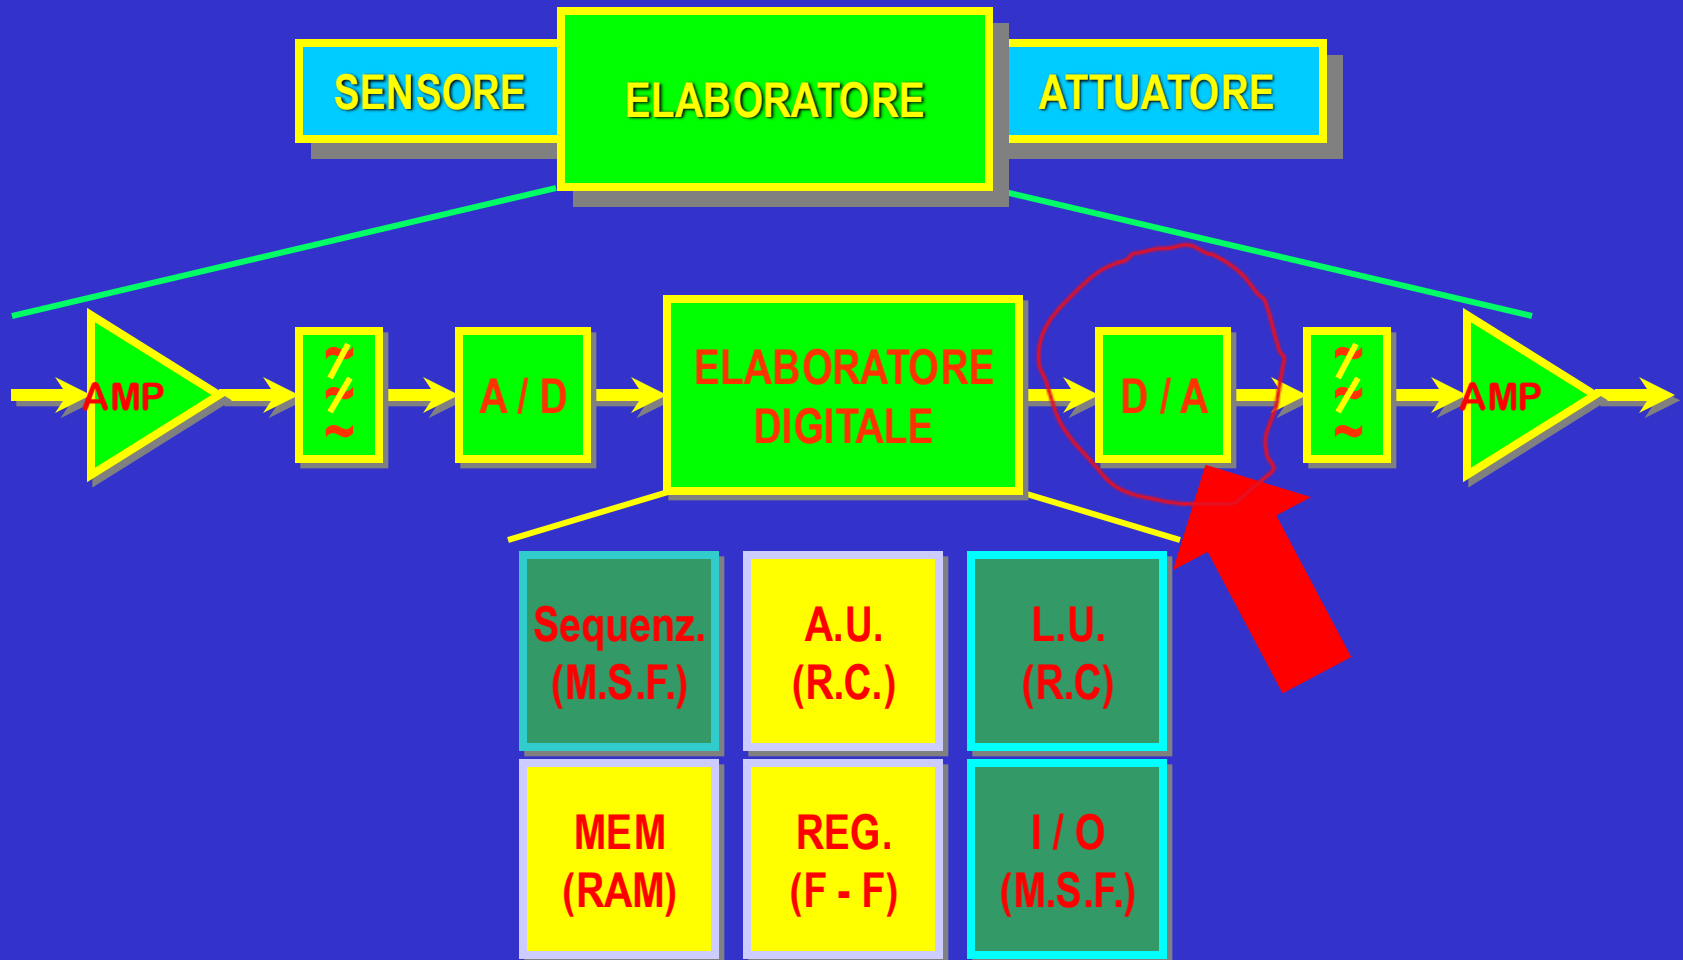 SENSORE
ELABORATORE
ATTUATORE
AMP
A / D
ELABORATORE
DIGITALE
D / A
AMP
Sequenz.
(M.S.F.)
A.U.
(R.C.)
L.U.
(R.C)
MEM
(RAM)
REG.
(F - F)
I / O
(M.S.F.)